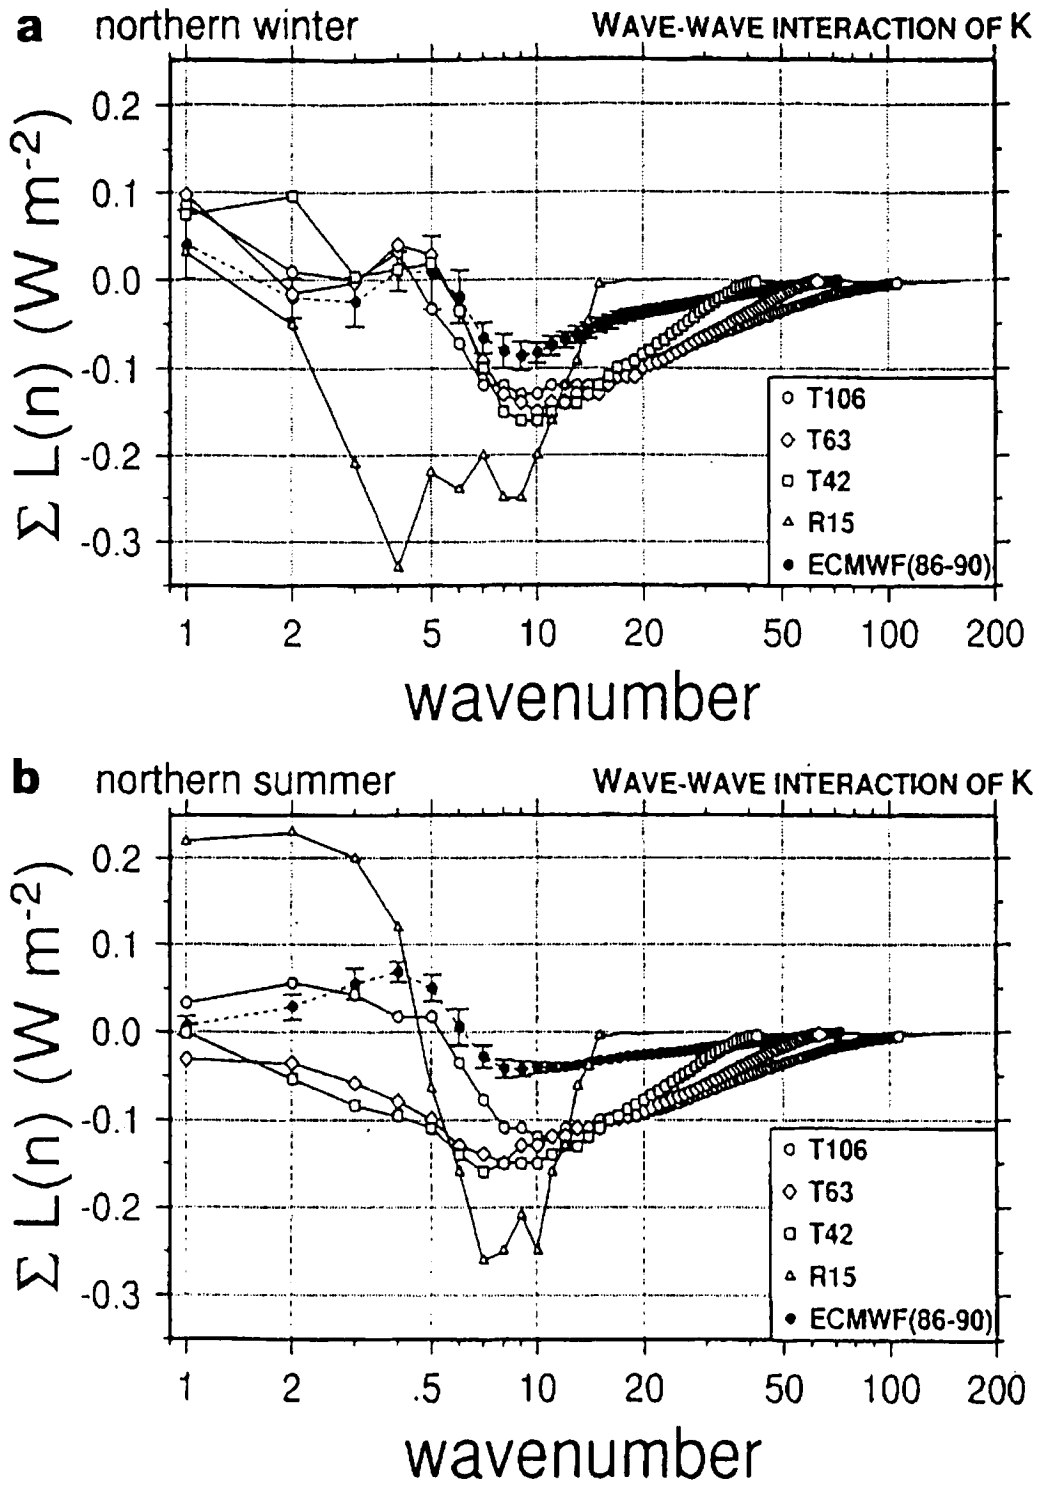 a northern winter WAVE-WAVE INTERACTION OF K
Σ L(n) (W m-2)
0.2
0.1
0.0
-0.1
-0.2
-0.3
T106
T63
T42
R15
ECMWF(86-90)
1 2 5 10 20 50 100 200
wavenumber
b northern summer WAVE-WAVE INTERACTION OF K
Σ L(n) (W m-2)
0.2
0.1
0.0
-0.1
-0.2
-0.3
T106
T63
T42
R15
ECMWF(86-90)
1 2 .5 10 20 50 100 200
wavenumber